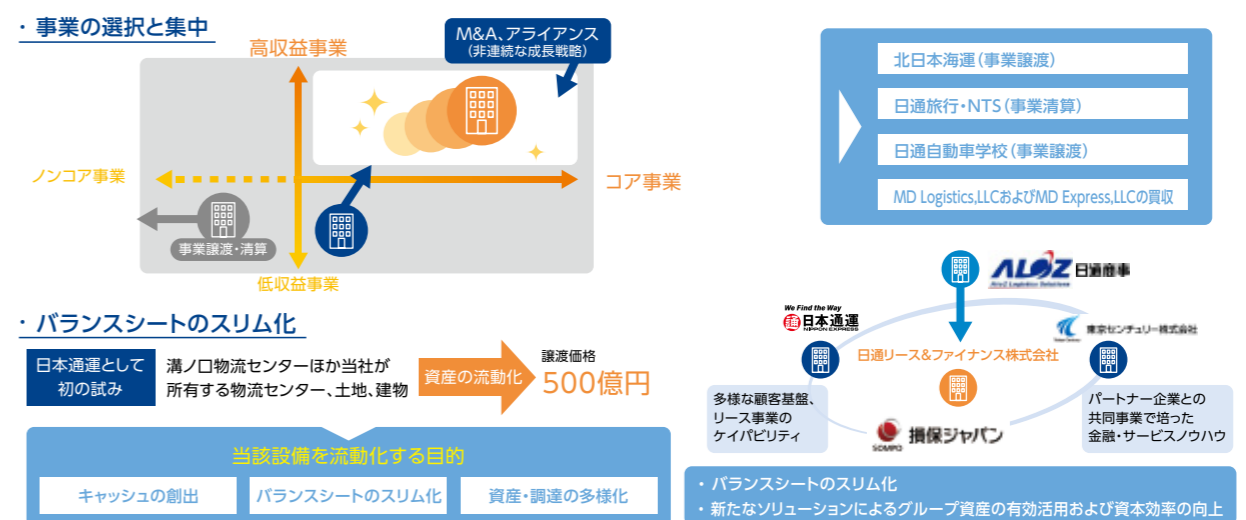 ・事業の選択と集中
高収益事業
M&A、アライアンス
(非連続な成長戦略)
ノンコア事業
コア事業
事業譲渡・清算
低収益事業
北日本海運(事業譲渡)
日通旅行・NTS(事業清算)
日通自動車学校(事業譲渡)
MD Logistics,LLCおよびMD Express,LLCの買収
・バランスシートのスリム化
日本通運として
初の試み
溝ノ口物流センターほか当社が
所有する物流センター、土地、建物
資産の流動化
譲渡価格
500億円
当該設備を流動化する目的
キャッシュの創出
バランスシートのスリム化
資産・調達の多様化
ALOZ 日通商事
AloZ Logistics Solutions
We Find the Way
通 日本通運
NIPPON EXPRESS
東京センチュリー株式会社
日通リース&ファイナンス株式会社
多様な顧客基盤、
リース事業の
ケイパビリティ
SOMPO 損保ジャパン
パートナー企業との
共同事業で培った
金融・サービスノウハウ
・バランスシートのスリム化
・新たなソリューションによるグループ資産の有効活用および資本効率の向上